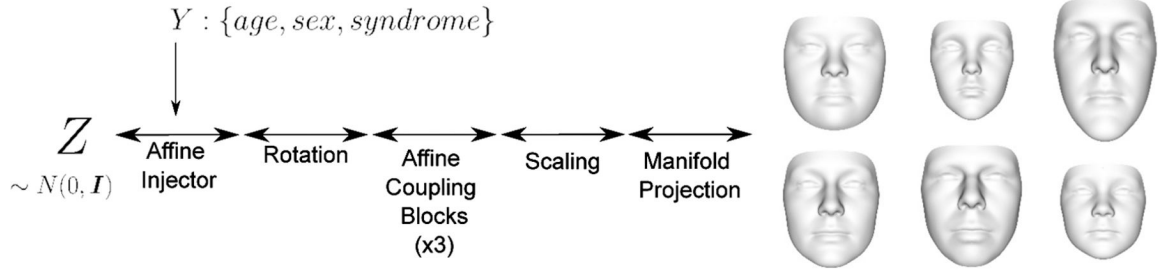 Y : {age, sex, syndrome}
Z
∼ N(0, I)
Affine
Injector
Rotation
Affine
Coupling
Blocks
(x3)
Scaling
Manifold
Projection